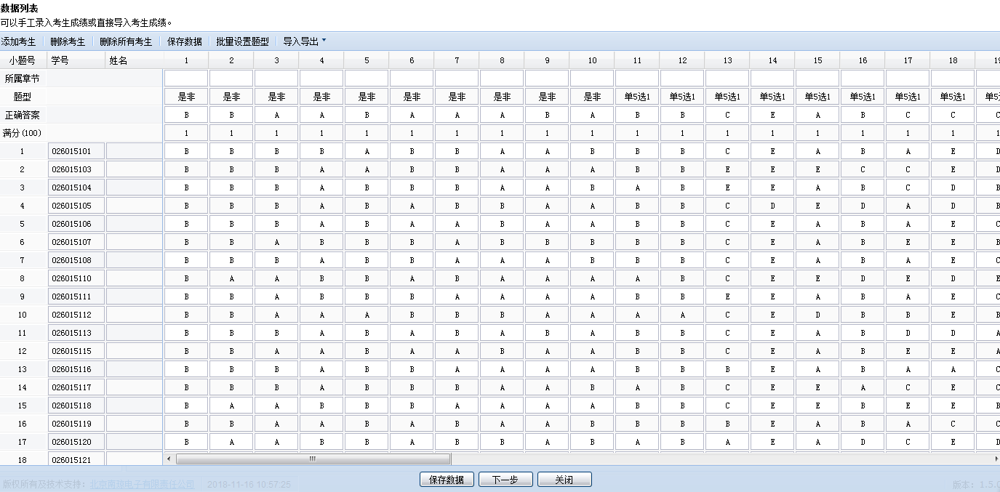 数据列表
可以手工录入考生成绩或直接导入考生成绩。
添加考生 删除考生 删除所有考生 保存数据 批量设置题型 导入导出
小题号 学号 姓名 1 2 3 4 5 6 7 8 9 10 11 12 13 14 15 16 17 18 19
所属章节
题型 是非 是非 是非 是非 是非 是非 是非 是非 是非 是非 单5选1 单5选1 单5选1 单5选1 单5选1 单5选1 单5选1 单5选1 单5
正确答案 B B A A B A A A B A B B C E A B C C C
满分(100) 1 1 1 1 1 1 1 1 1 1 1 1 1 1 1 1 1 1 1
1 026015101 B B B B A B B A A B B B C E A B A E D
2 026015103 B B B A A B B A A A B B E E E C C E D
3 026015104 B B B A B B B A A B A B E E A B C D B
4 026015105 B B B A B A B B A A B B C D E D A D B
5 026015106 B B B A B A A B A A B B C E A B A E C
6 026015107 B B A B B B A B B B B B C E A B E E B
7 026015108 B B B A B B A A A B B B C E A B A E C
8 026015110 B A A B B A B A A A A B C E E D E D E
9 026015111 B B A B B B A A A A B B E E A B A E C
10 026015112 B B A A A B B B A A A A C E D B B E B
11 026015113 B B B A B A B A B A B B C E A B D D A
12 026015115 B B A A B A A B A A B B C E A B E E A
13 026015116 B B B A B B A A A A B B B E A B A A C
14 026015117 B B B A B B B A A B A B C E E A C E C
15 026015118 B A A B B B A A A A B B C E E B E E B
16 026015119 B B A A B A B A A B B B B E A B A C C
17 026015120 B A A B B A B B A B A B A E A D C E D
18 026015121
保存数据 下一步 关闭
版权所有及技术支持: 有限责任公司 2018-11-16 10:57:25 版本: 1.5.